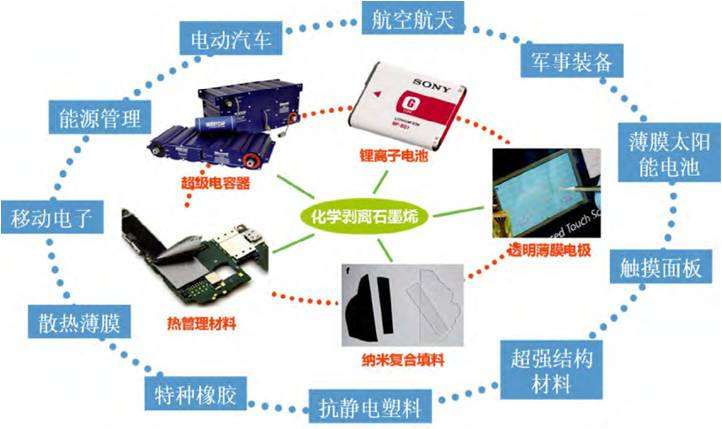 航空航天
电动汽车
军事装备
能源管理
薄膜太阳
能电池
移动电子
触摸面板
散热薄膜
超强结构
材料
特种橡胶
抗静电塑料
SONY
G
LITHIUM ION
NP-BG1
锂离子电池
超级电容器
化学剥离石墨烯
透明薄膜电极
热管理材料
纳米复合填料